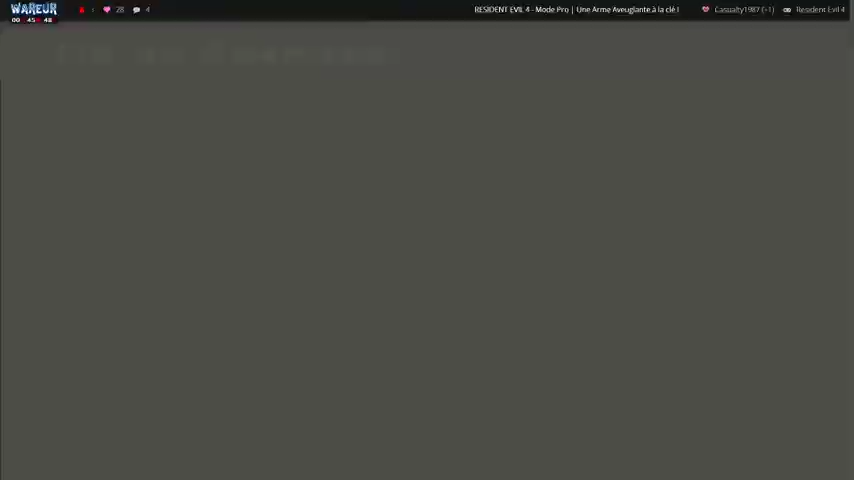 WAREUR
00 : 45 : 48
28
4
RESIDENT EVIL 4 - Mode Pro | Une Arme Aveuglante à la clé !
Casualty1987 (+1)
Resident Evil 4